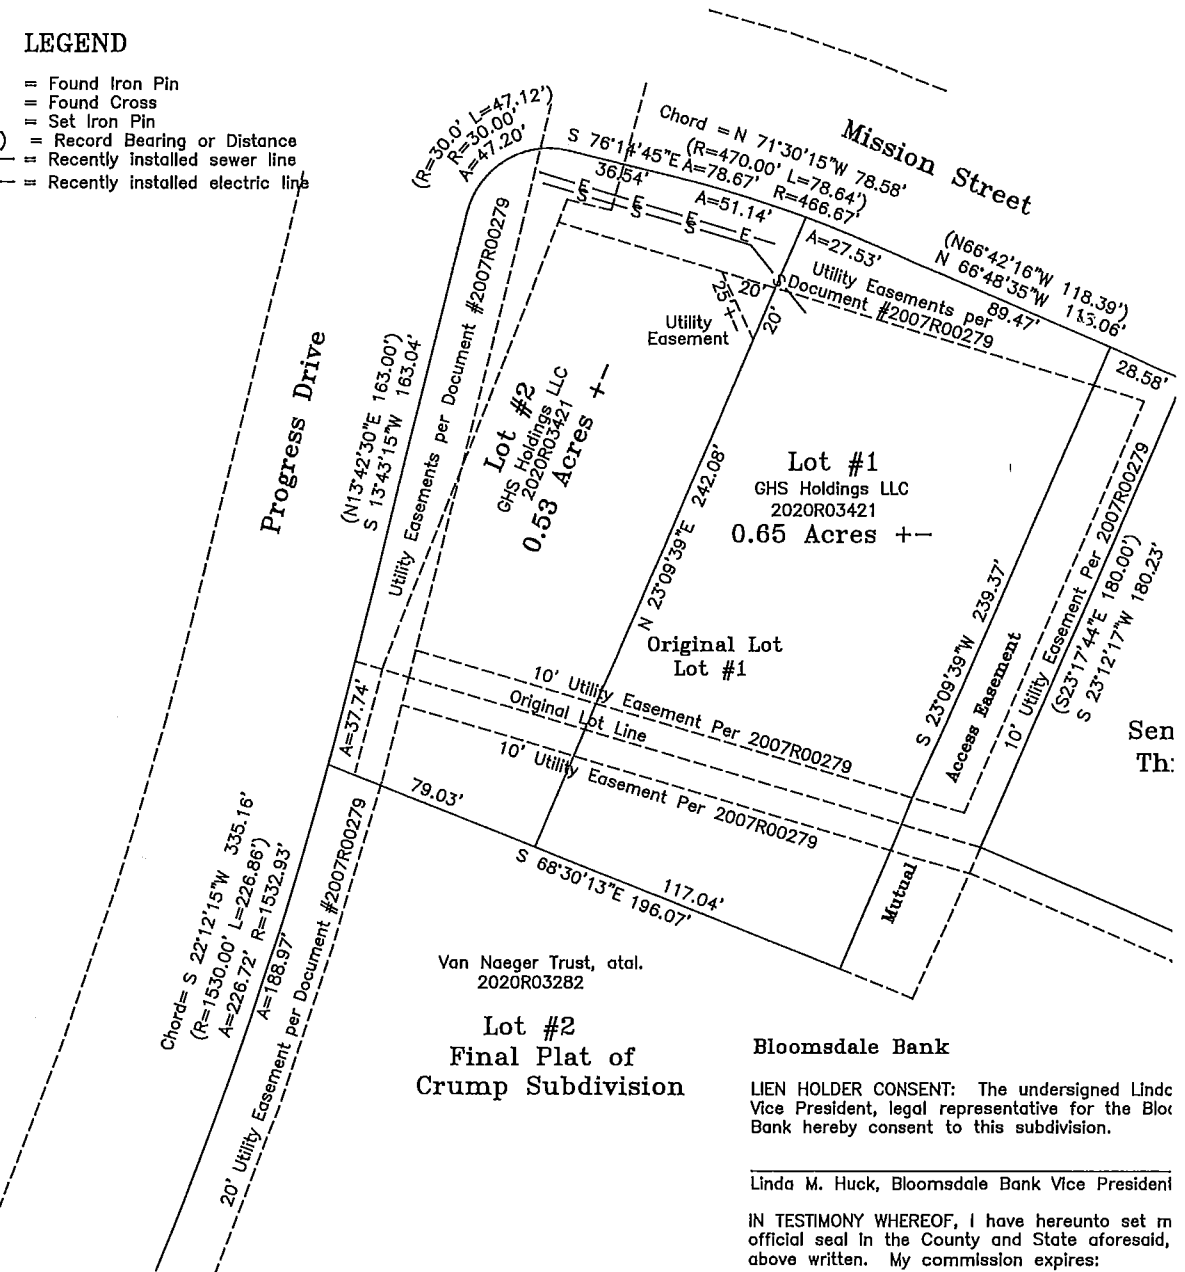 LEGEND
= Found Iron Pin
= Found Cross
= Set Iron Pin
) = Record Bearing or Distance
= Recently installed sewer line
= Recently installed electric line
(R=30.0' L=47.12')
R=30.00'
A=47.20'
S 76°14'45"E
36.54'
Chord = N 71°30'15"W 78.58'
(R=470.00' L=78.64')
A=78.67' R=466.67'
A=51.14'
Mission Street
A=27.53'
(N66°42'16"W 118.39')
N 66°48'35"W
89.47'
28.58'
Utility Easements per
Document #2007R00279
E
S
E
S
E
S
E
S
25'
20'
20'
Utility
Easement
Progress Drive
(N13°42'30"E 163.00')
S 13°43'15"W 163.04'
Utility Easements per Document #2007R00279
Lot #2
GHS Holdings LLC
2020R03421
0.53 Acres +-
N 23°09'39"E 242.08'
Lot #1
GHS Holdings LLC
2020R03421
0.65 Acres +-
Original Lot
Lot #1
S 23°09'39"W 239.37'
Mutual Access Easement
10' Utility Easement Per 2007R00279
(S23°17'44"E 180.00')
S 23°12'17"W 180.23'
Sen
Th:
10' Utility Easement Per 2007R00279
Original Lot Line
10' Utility Easement Per 2007R00279
A=37.74'
79.03'
S 68°30'13"E 196.07'
117.04'
Chord= S 22°12'15"W 335.16'
(R=1530.00' L=226.86')
A=226.72' R=1532.93'
A=188.97'
20' Utility Easement per Document #2007R00279
Van Naeger Trust, atal.
2020R03282
Lot #2
Final Plat of
Crump Subdivision
Bloomsdale Bank
LIEN HOLDER CONSENT: The undersigned Linda
Vice President, legal representative for the Bloo
Bank hereby consent to this subdivision.
Linda M. Huck, Bloomsdale Bank Vice President
IN TESTIMONY WHEREOF, I have hereunto set m
official seal in the County and State aforesaid,
above written. My commission expires: